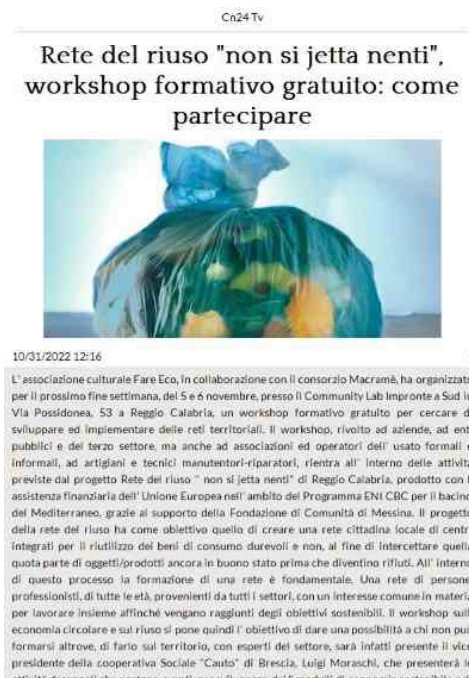 Cn24 Tv
Rete del riuso "non si jetta nenti",
workshop formativo gratuito: come
partecipare
10/31/2022 12:16
L' associazione culturale Fare Eco, in collaborazione con il consorzio Macramè, ha organizzato
per il prossimo fine settimana, del 5 e 6 novembre, presso il Community Lab Impronte a Sud in
Via Possidonea, 53 a Reggio Calabria, un workshop formativo gratuito per cercare di
sviluppare ed implementare delle reti territoriali. Il workshop, rivolto ad aziende, ad enti
pubblici e del terzo settore, ma anche ad associazioni ed operatori dell' usato formali e
informali, ad artigiani e tecnici manutentori-riparatori, rientra all' interno delle attività
previste dal progetto Rete del riuso " non si jetta nenti" di Reggio Calabria, prodotto con l'
assistenza finanziaria dell' Unione Europea nell' ambito del Programma ENI CBC per il bacino
del Mediterraneo, grazie al supporto della Fondazione di Comunità di Messina. Il progetto
della rete del riuso ha come obiettivo quello di creare una rete cittadina locale di centri
integrati per il riutilizzo dei beni di consumo durevoli e non, al fine di intercettare quella
quota parte di oggetti/prodotti ancora in buono stato prima che diventino rifiuti. All' interno
di questo processo la formazione di una rete è fondamentale. Una rete di persone,
professionisti, di tutte le età, provenienti da tutti i settori, con un interesse comune in materia
per lavorare insieme affinché vengano raggiunti degli obiettivi sostenibili. Il workshop sull'
economia circolare e sul riuso si pone quindi l' obiettivo di dare una possibilità a chi non può
formarsi altrove, di farlo sul territorio, con esperti del settore, sarà infatti presente il vice
presidente della cooperativa Sociale "Cauto" di Brescia, Luigi Moraschi, che presenterà le